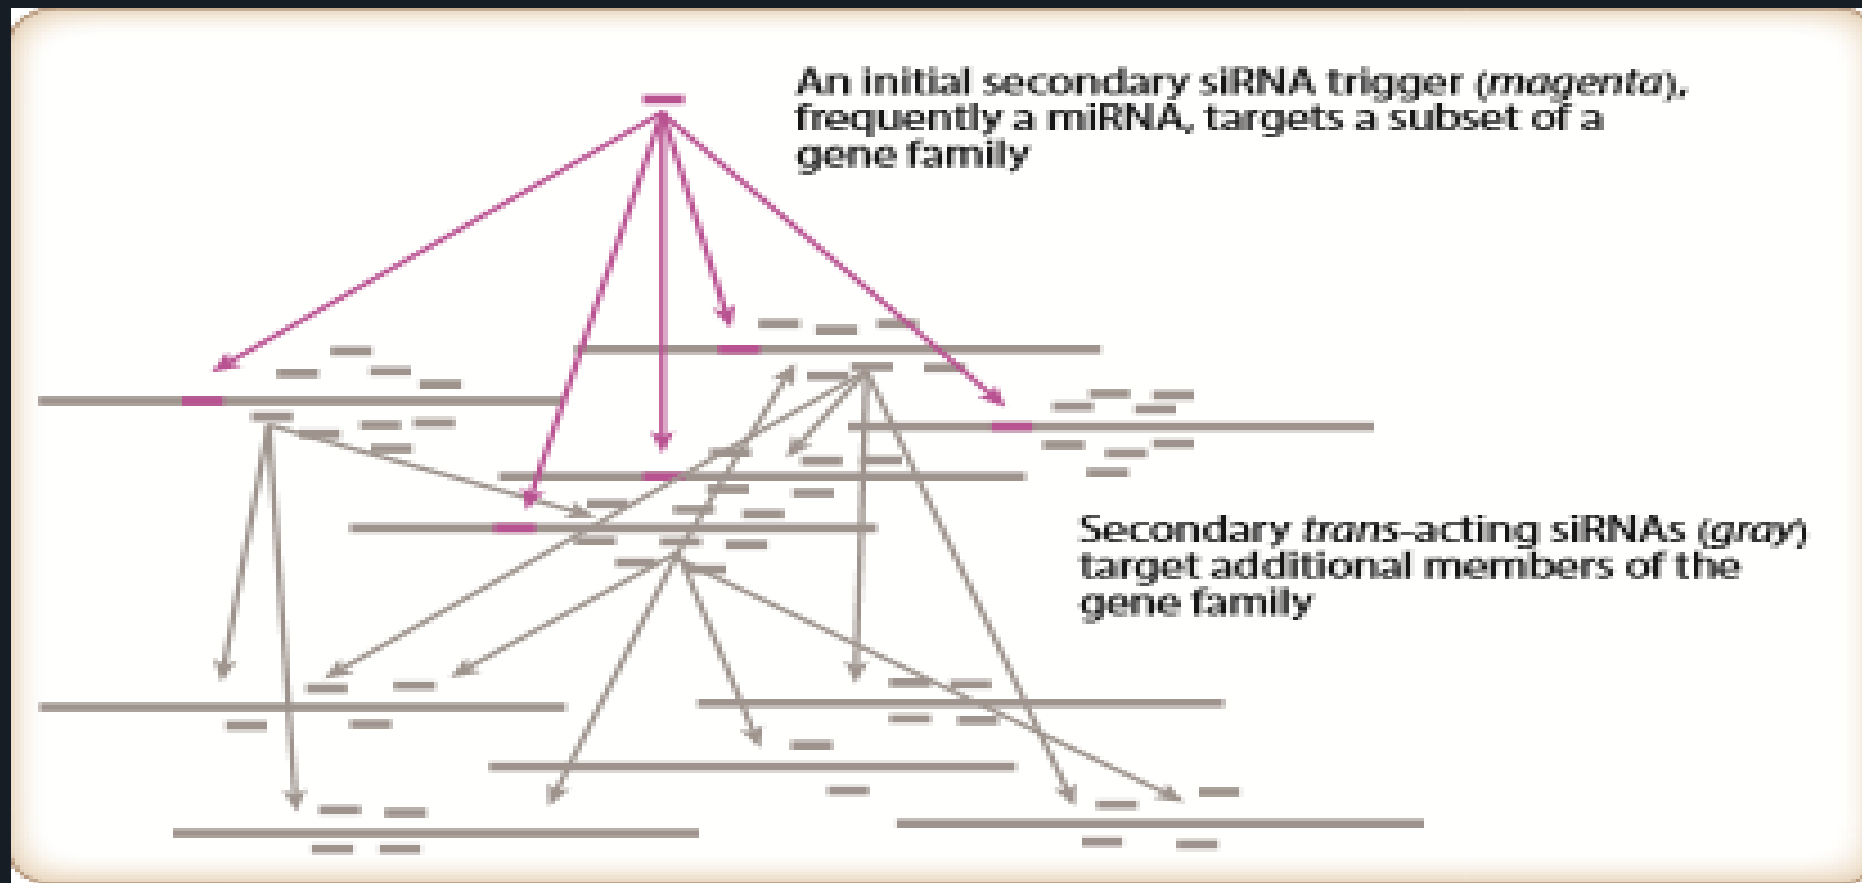 An initial secondary siRNA trigger (magenta),
frequently a miRNA, targets a subset of a
gene family
Secondary trans-acting siRNAs (gray)
target additional members of the
gene family